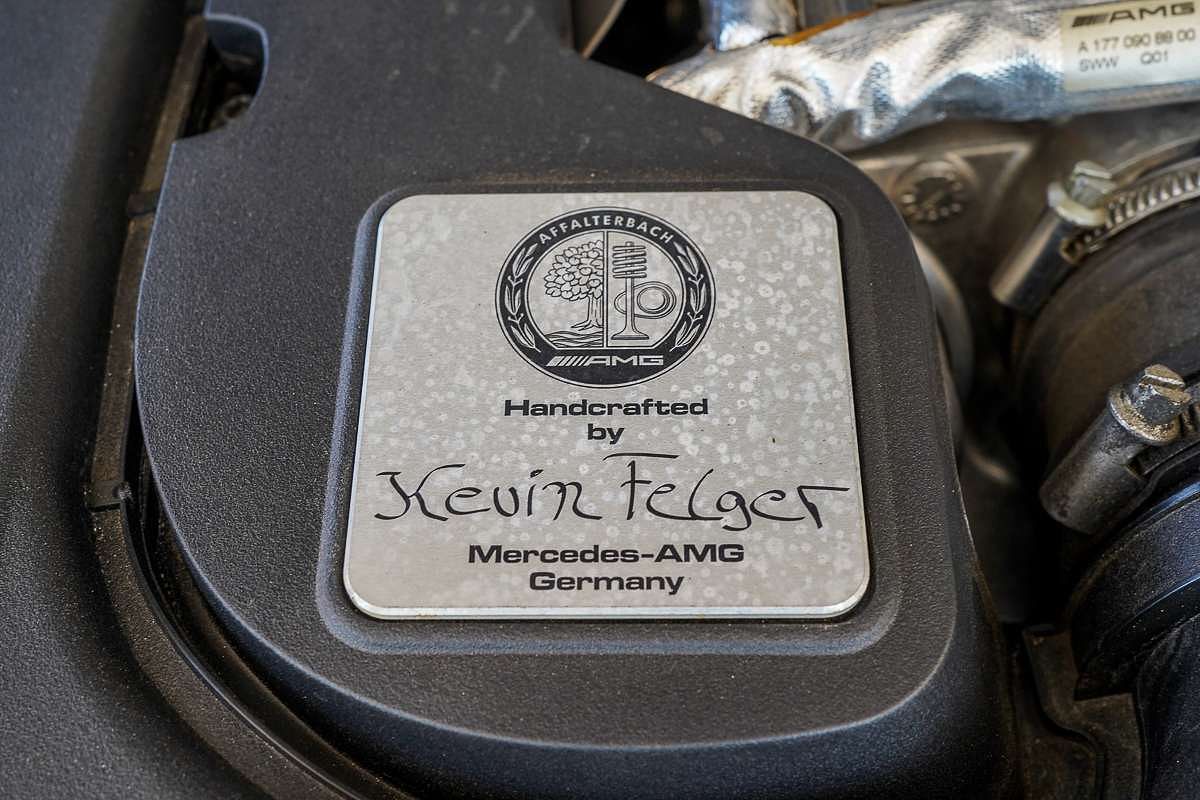 AMG
A 177 090 88 00
SWW Q01
AFFALTERBACH
AMG
Handcrafted
by
Kevin Felger
Mercedes-AMG
Germany